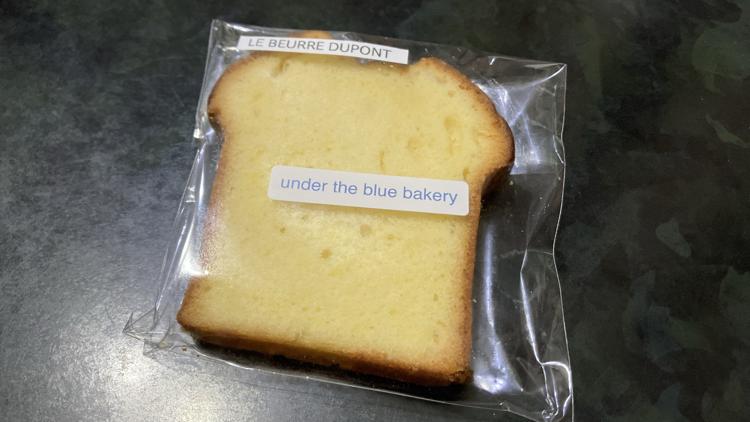 LE BEURRE DUPONT
under the blue bakery